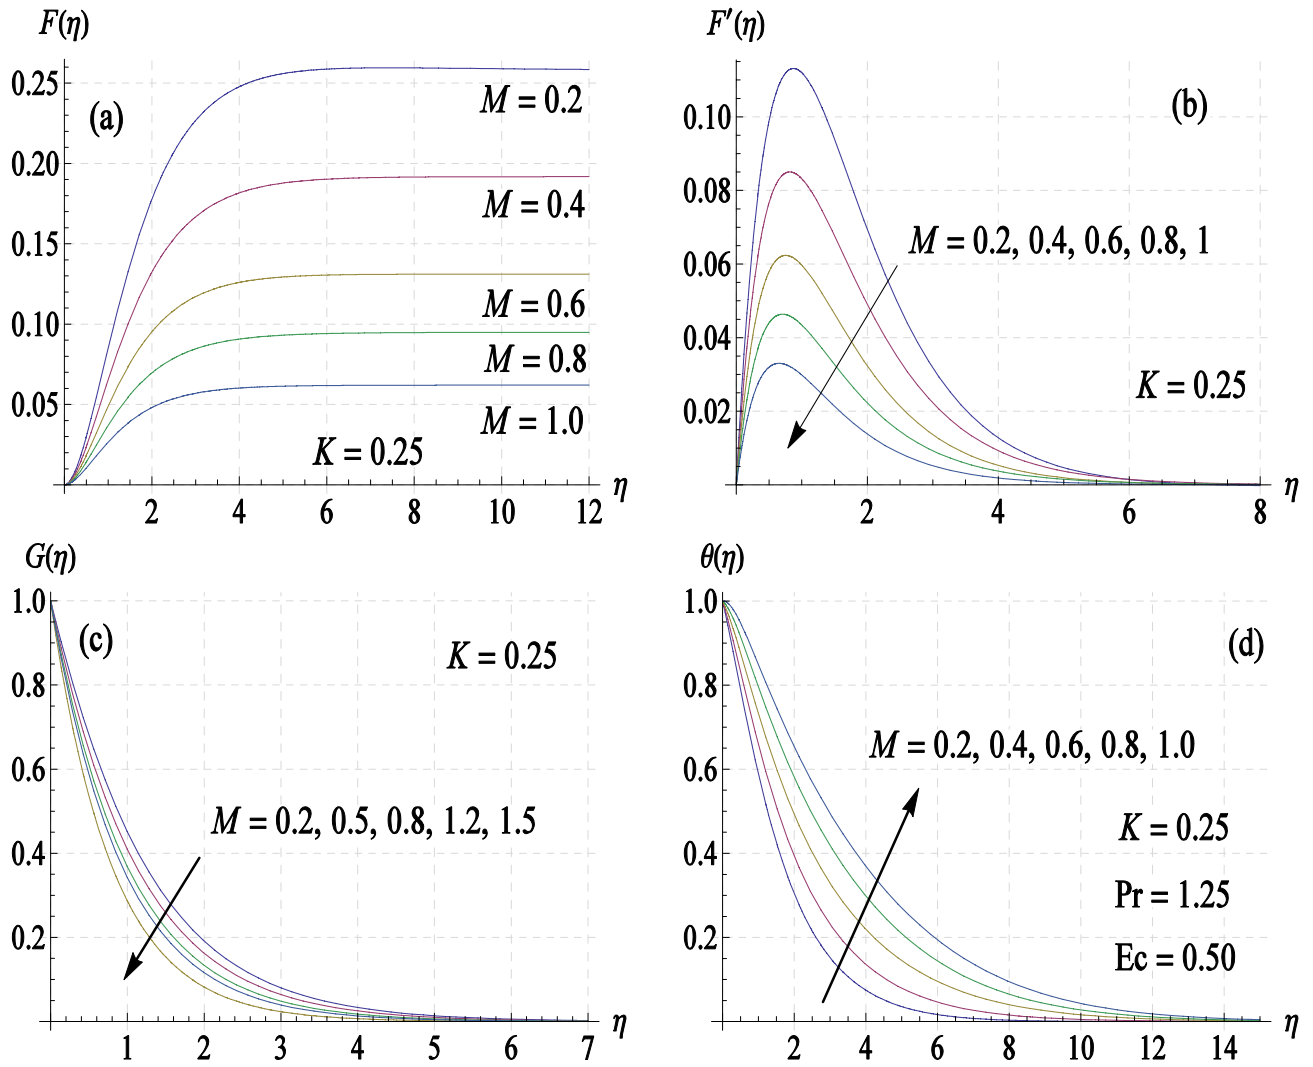 F(η)
0.25
0.20
0.15
0.10
0.05
(a)
M = 0.2
M = 0.4
M = 0.6
M = 0.8
M = 1.0
K = 0.25
2 4 6 8 10 12 η
F′(η)
0.10
0.08
0.06
0.04
0.02
(b)
M = 0.2, 0.4, 0.6, 0.8, 1
K = 0.25
2 4 6 8 η
G(η)
1.0
0.8
0.6
0.4
0.2
(c)
K = 0.25
M = 0.2, 0.5, 0.8, 1.2, 1.5
1 2 3 4 5 6 7 η
θ(η)
1.0
0.8
0.6
0.4
0.2
(d)
M = 0.2, 0.4, 0.6, 0.8, 1.0
K = 0.25
Pr = 1.25
Ec = 0.50
2 4 6 8 10 12 14 η